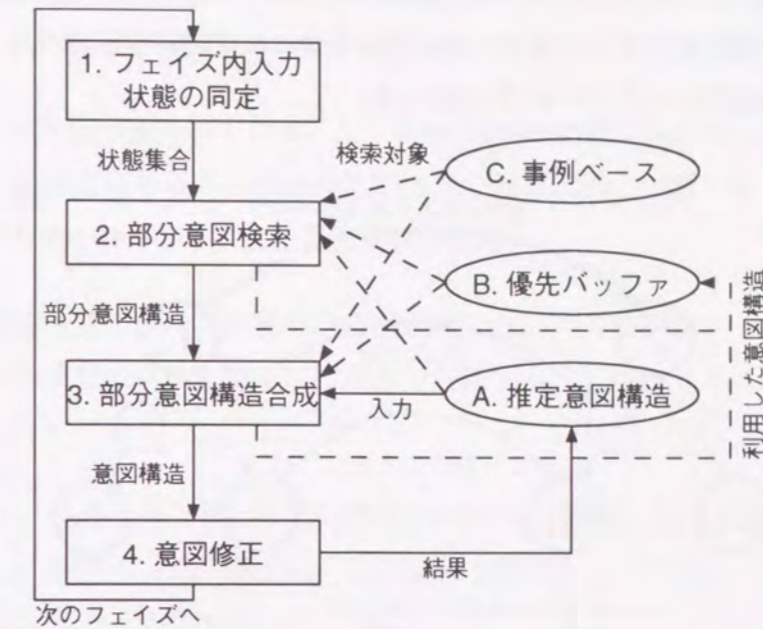 1. フェイズ内入力
状態の同定
状態集合
検索対象
C. 事例ベース
2. 部分意図検索
B. 優先バッファ
部分意図構造
3. 部分意図構造合成
入力
A. 推定意図構造
利用した意図構造
意図構造
4. 意図修正
結果
次のフェイズへ